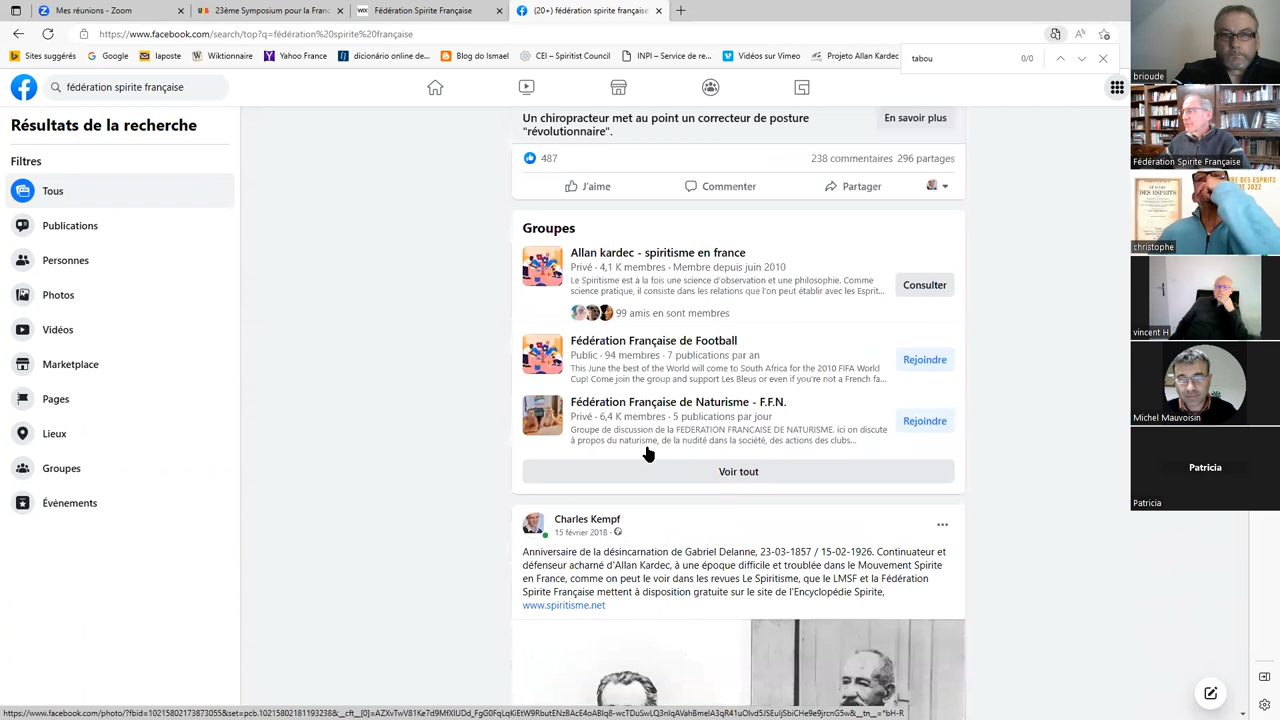 Mes réunions - Zoom
23ème Symposium pour la Franc
Fédération Spirite Française
(20+) fédération spirite française
https://www.facebook.com/search/top?q=fédération%20spirite%20française
Sites suggérés
Google
laposte
Wiktionnaire
Yahoo France
dicionário online de...
Blog do Ismael
CEI – Spiritist Council
INPI – Service de re...
Vidéos sur Vimeo
Projeto Allan Kardec
tabou
0/0
fédération spirite française
Résultats de la recherche
Filtres
Tous
Publications
Personnes
Photos
Vidéos
Marketplace
Pages
Lieux
Groupes
Évènements
Un chiropracteur met au point un correcteur de posture
"révolutionnaire".
En savoir plus
487
238 commentaires 296 partages
J'aime
Commenter
Partager
Groupes
Allan kardec - spiritisme en france
Privé · 4,1 K membres · Membre depuis juin 2010
Le Spiritisme est à la fois une science d'observation et une philosophie. Comme
science pratique, il consiste dans les relations que l'on peut établir avec les Esprit...
Consulter
99 amis en sont membres
Fédération Française de Football
Public · 94 membres · 7 publications par an
This June the best of the World will come to South Africa for the 2010 FIFA World
Cup! Come join the group and support Les Bleus or even if you're not a French fa...
Rejoindre
Fédération Française de Naturisme - F.F.N.
Privé · 6,4 K membres · 5 publications par jour
Groupe de discussion de la FEDERATION FRANCAISE DE NATURISME. ici on discute
à propos du naturisme, de la nudité dans la société, des actions des clubs...
Rejoindre
Voir tout
Charles Kempf
15 février 2018 ·
Anniversaire de la désincarnation de Gabriel Delanne, 23-03-1857 / 15-02-1926. Continuateur et
défenseur acharné d'Allan Kardec, à une époque difficile et troublée dans le Mouvement Spirite
en France, comme on peut le voir dans les revues Le Spiritisme, que le LMSF et la Fédération
Spirite Française mettent à disposition gratuite sur le site de l'Encyclopédie Spirite,
www.spiritisme.net
brioude
Fédération Spirite Française
DES ESPRITS
RE DES ESPRITS
DE 2022
christophe
vincent H
Michel Mauvoisin
Patricia
Patricia